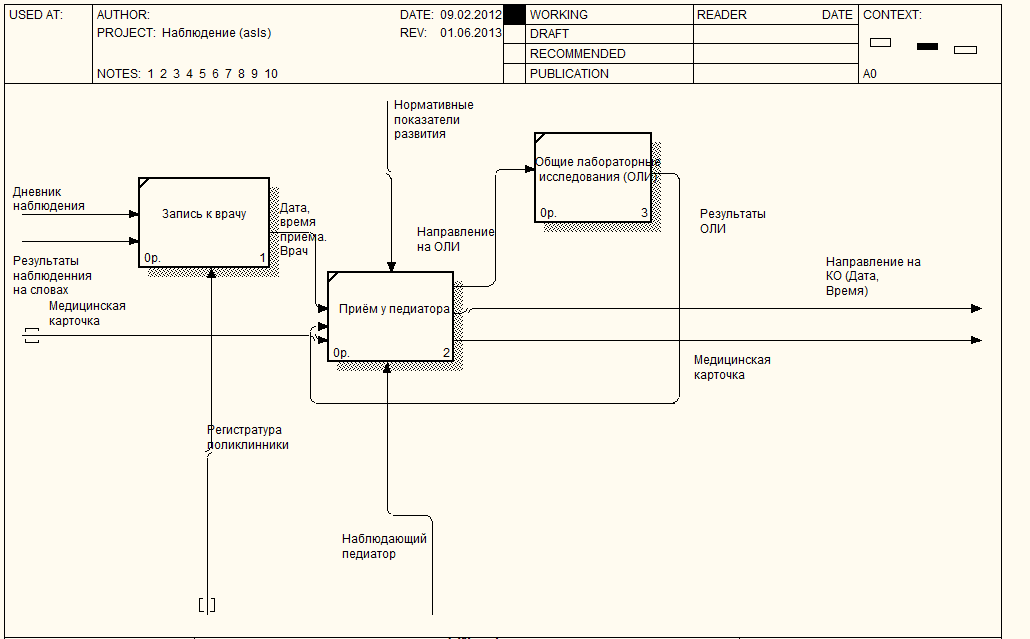 USED AT:
AUTHOR:
DATE: 09.02.2012
WORKING
READER
DATE
CONTEXT:
PROJECT: Наблюдение (asIs)
REV: 01.06.2013
DRAFT
RECOMMENDED
NOTES: 1 2 3 4 5 6 7 8 9 10
PUBLICATION
A0
Нормативные
показатели
развития
Общие лабораторные
исследования (ОЛИ)
0р.
3
Дневник
наблюдения
Запись к врачу
0р.
1
Дата,
время
приёма.
Врач
Направление
на ОЛИ
Результаты
ОЛИ
Результаты
наблюденния
на словах
Направление на
КО (Дата,
Время)
Медицинская
карточка
Приём у педиатора
0р.
2
Медицинская
карточка
Регистратура
поликлинники
Наблюдающий
педиатор